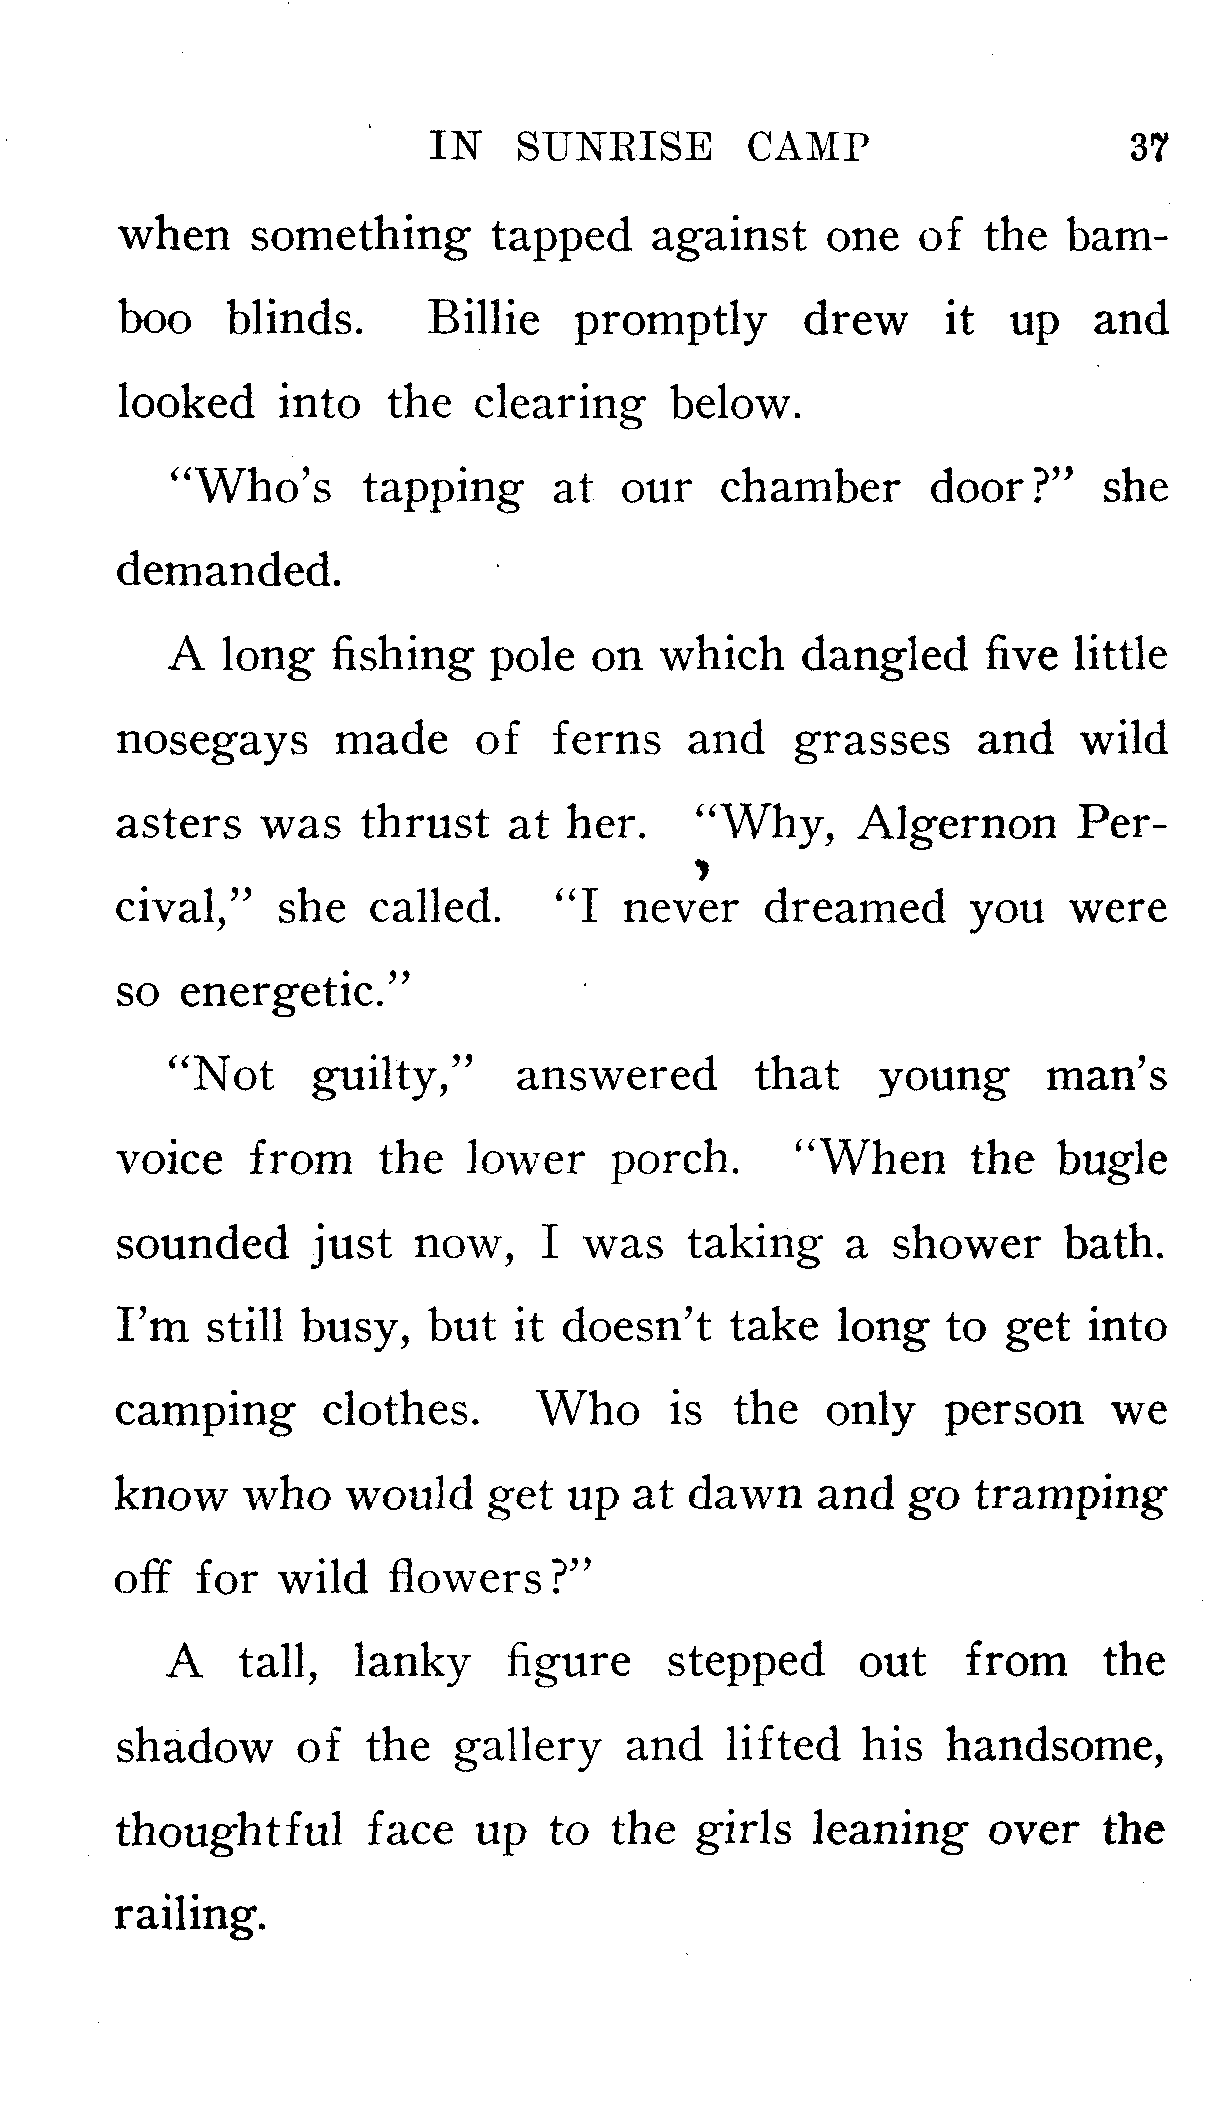 IN SUNRISE CAMP 37
when something tapped against one of the bam-
boo blinds. Billie promptly drew it up and
looked into the clearing below.
“Who’s tapping at our chamber door?” she
demanded.
A long fishing pole on which dangled five little
nosegays made of ferns and grasses and wild
asters was thrust at her. “Why, Algernon Per-
cival,” she called. “I never dreamed you were
so energetic.”
“Not guilty,” answered that young man’s
voice from the lower porch. “When the bugle
sounded just now, I was taking a shower bath.
I’m still busy, but it doesn’t take long to get into
camping clothes. Who is the only person we
know who would get up at dawn and go tramping
off for wild flowers?”
A tall, lanky figure stepped out from the
shadow of the gallery and lifted his handsome,
thoughtful face up to the girls leaning over the
railing.